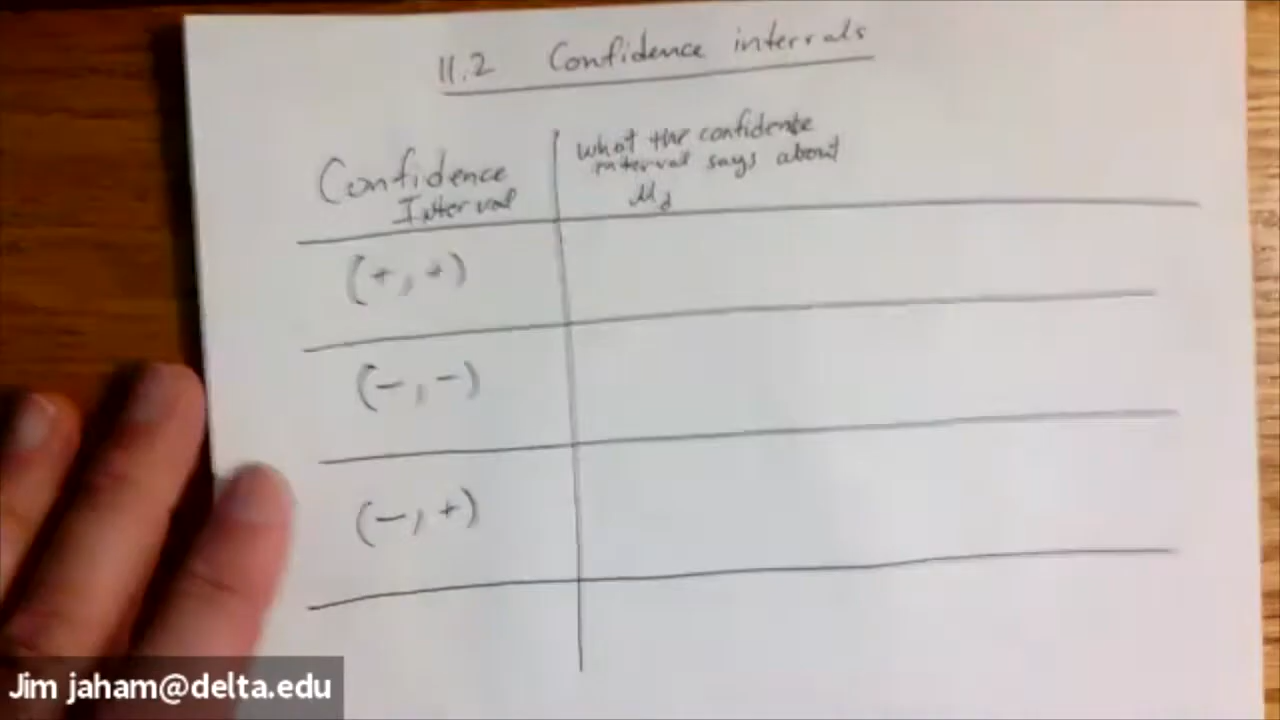 11.2 Confidence intervals
Confidence
Interval
what the confidence
interval says about
μd
(+, +)
(-, -)
(-, +)
Jim jaham@delta.edu